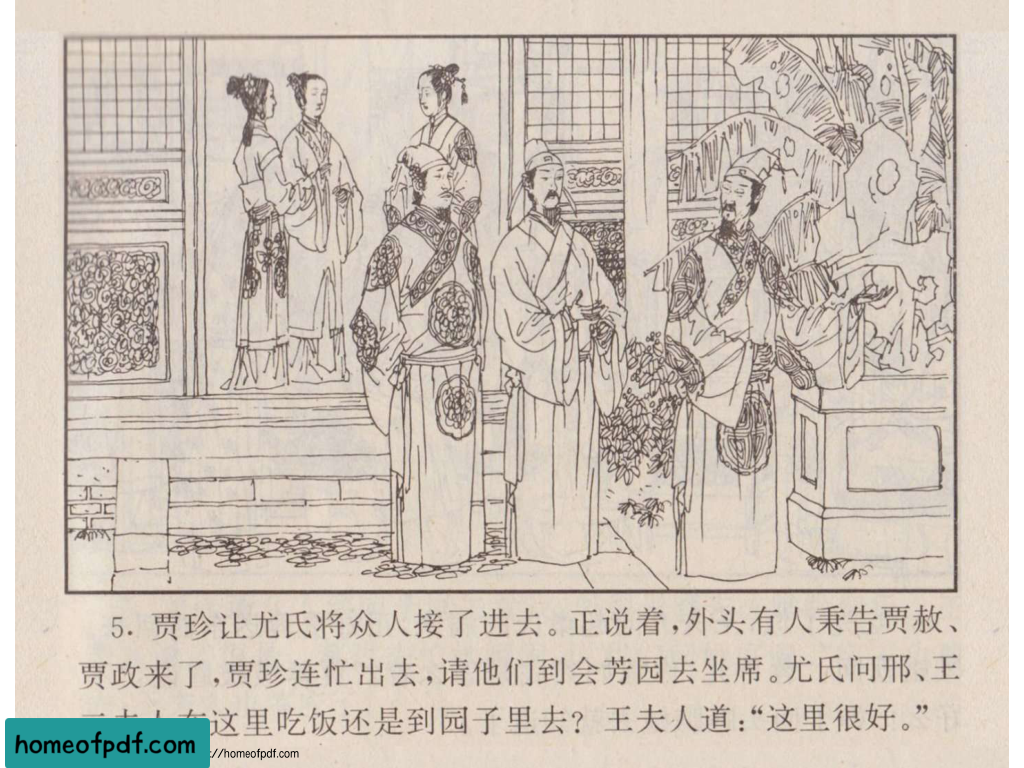 5. 贾珍让尤氏将众人接了进去。正说着,外头有人秉告贾赦、
贾政来了,贾珍连忙出去,请他们到会芳园去坐席。尤氏问邢、王
这里吃饭还是到园子里去? 王夫人道:“这里很好。”
homeofpdf.com
://homeofpdf.com